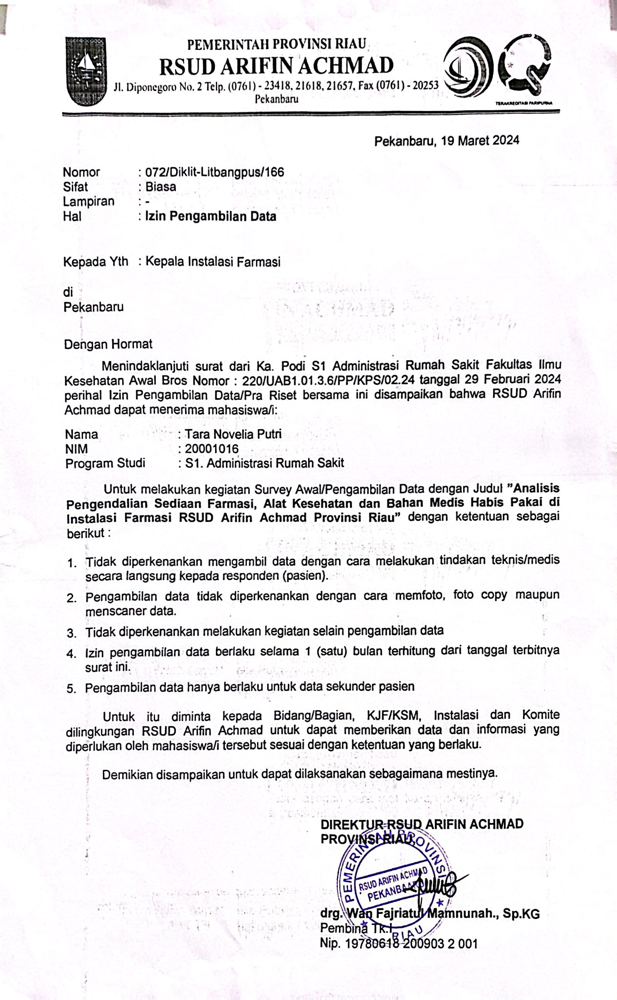 PEMERINTAH PROVINSI RIAU
RSUD ARIFIN ACHMAD
Jl. Diponegoro No. 2 Telp. (0761) - 23418, 21618, 21657, Fax (0761) - 20253
Pekanbaru
TERAKREDITASI PARIPURNA
Pekanbaru, 19 Maret 2024
Nomor : 072/Diklit-Litbangpus/166
Sifat : Biasa
Lampiran : -
Hal : Izin Pengambilan Data
Kepada Yth : Kepala Instalasi Farmasi
di
Pekanbaru
Dengan Hormat
Menindaklanjuti surat dari Ka. Podi S1 Administrasi Rumah Sakit Fakultas Ilmu
Kesehatan Awal Bros Nomor : 220/UAB1.01.3.6/PP/KPS/02.24 tanggal 29 Februari 2024
perihal Izin Pengambilan Data/Pra Riset bersama ini disampaikan bahwa RSUD Arifin
Achmad dapat menerima mahasiswa/i:
Nama : Tara Novelia Putri
NIM : 20001016
Program Studi : S1. Administrasi Rumah Sakit
Untuk melakukan kegiatan Survey Awal/Pengambilan Data dengan Judul ”Analisis
Pengendalian Sediaan Farmasi, Alat Kesehatan dan Bahan Medis Habis Pakai di
Instalasi Farmasi RSUD Arifin Achmad Provinsi Riau” dengan ketentuan sebagai
berikut :
1. Tidak diperkenankan mengambil data dengan cara melakukan tindakan teknis/medis
secara langsung kepada responden (pasien).
2. Pengambilan data tidak diperkenankan dengan cara memfoto, foto copy maupun
menscaner data.
3. Tidak diperkenankan melakukan kegiatan selain pengambilan data
4. Izin pengambilan data berlaku selama 1 (satu) bulan terhitung dari tanggal terbitnya
surat ini.
5. Pengambilan data hanya berlaku untuk data sekunder pasien
Untuk itu diminta kepada Bidang/Bagian, KJF/KSM, Instalasi dan Komite
dilingkungan RSUD Arifin Achmad untuk dapat memberikan data dan informasi yang
diperlukan oleh mahasiswa/i tersebut sesuai dengan ketentuan yang berlaku.
Demikian disampaikan untuk dapat dilaksanakan sebagaimana mestinya.
DIREKTUR RSUD ARIFIN ACHMAD
PROVINSI RIAU,
PEMERINTAH PROVINSI
RSUD ARIFIN ACHMAD
PEKANBAARU
RIAU
drg. Wan Fajriatul Mamnunah., Sp.KG
Pembina Tk.I
Nip. 19780618 200903 2 001